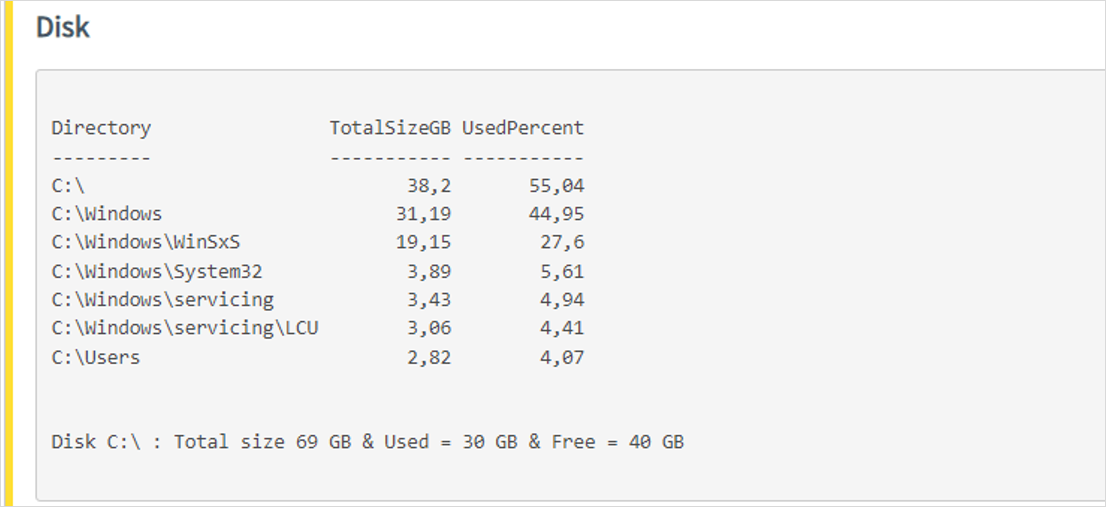 Disk
Directory TotalSizeGB UsedPercent
--------- ----------- -----------
C:\ 38,2 55,04
C:\Windows 31,19 44,95
C:\Windows\WinSxS 19,15 27,6
C:\Windows\System32 3,89 5,61
C:\Windows\servicing 3,43 4,94
C:\Windows\servicing\LCU 3,06 4,41
C:\Users 2,82 4,07
Disk C:\ : Total size 69 GB & Used = 30 GB & Free = 40 GB